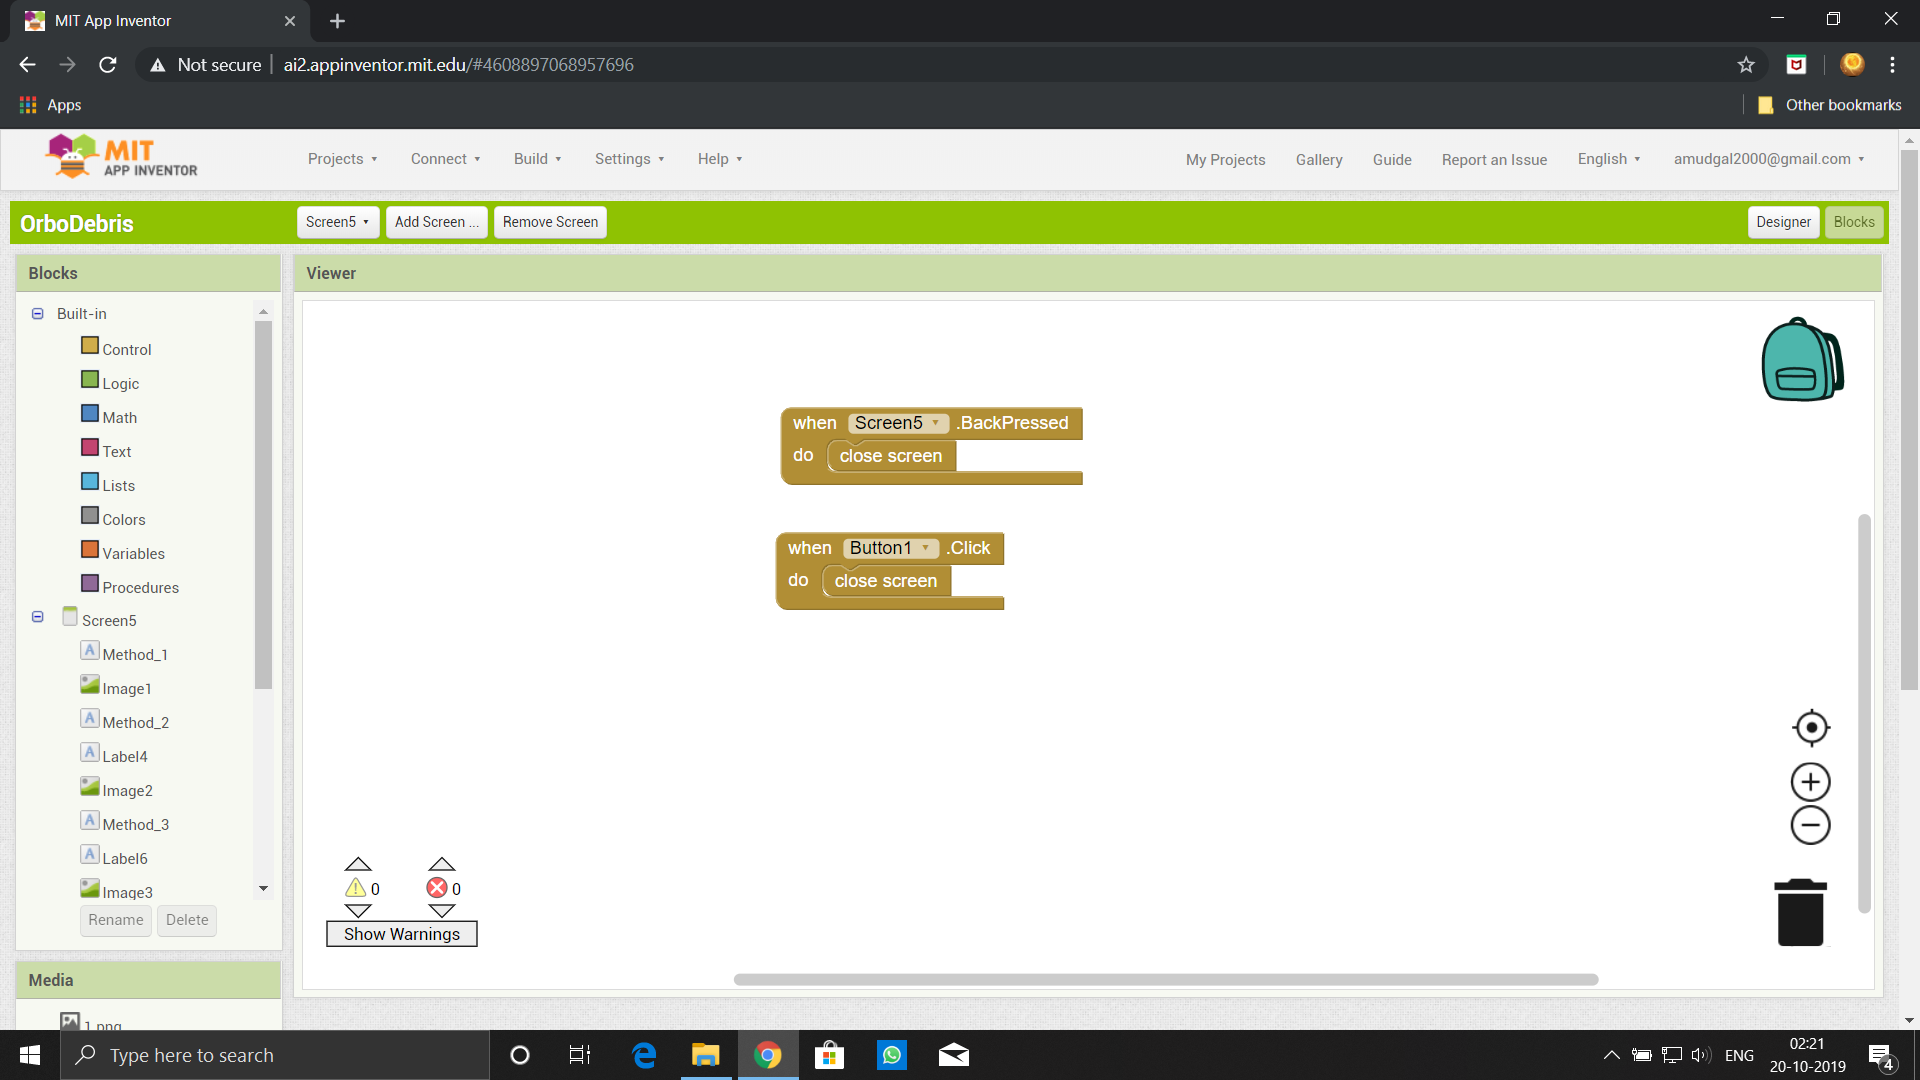 MIT App Inventor
Not secure
ai2.appinventor.mit.edu/#4608897068957696
Apps
Other bookmarks
MIT
APP INVENTOR
Projects
Connect
Build
Settings
Help
My Projects
Gallery
Guide
Report an Issue
English
amudgal2000@gmail.com
OrboDebris
Screen5
Add Screen ...
Remove Screen
Designer
Blocks
Blocks
Viewer
Built-in
Control
Logic
Math
Text
Lists
Colors
Variables
Procedures
Screen5
Method_1
Image1
Method_2
Label4
Image2
Method_3
Label6
Image3
Rename
Delete
when Screen5 .BackPressed
do close screen
when Button1 .Click
do close screen
0
0
Show Warnings
Media
1.png
Type here to search
ENG
02:21
20-10-2019
4